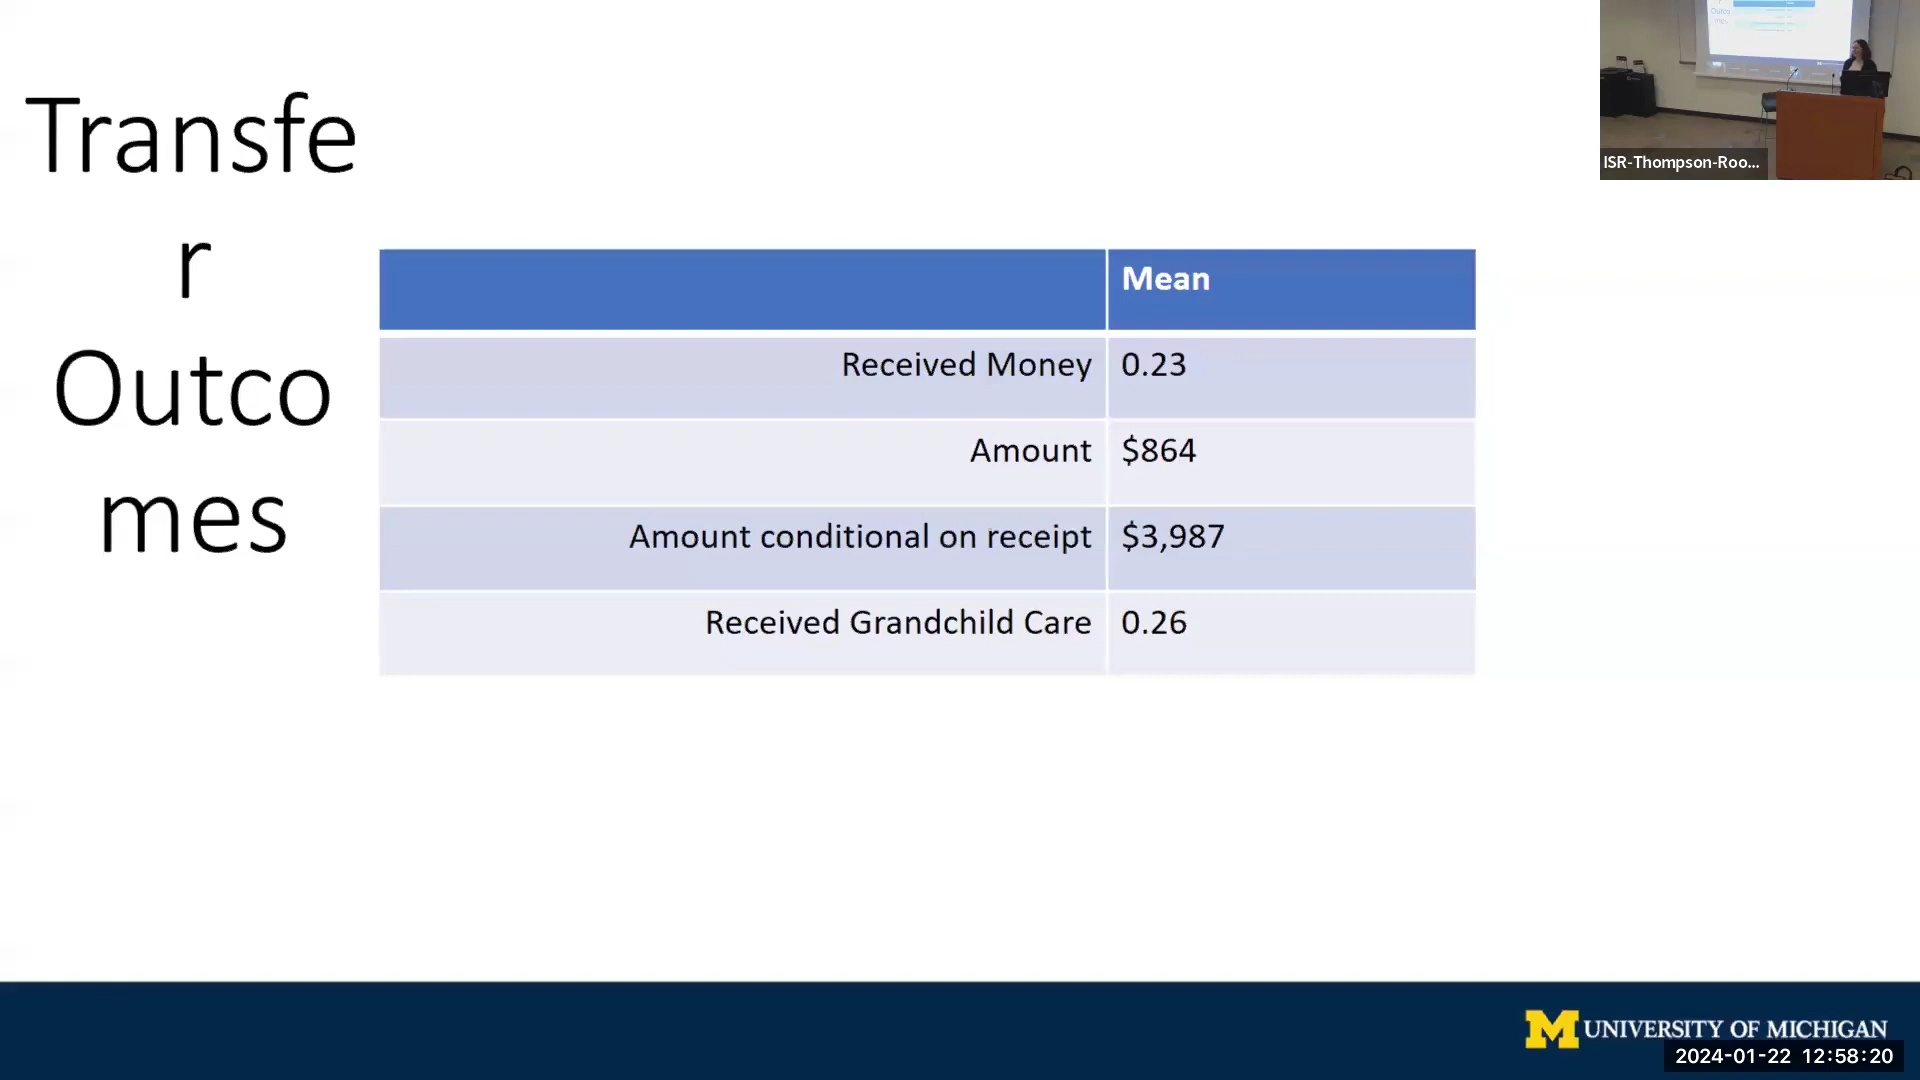 Transfe
r
Outco
mes
Mean
Received Money 0.23
Amount $864
Amount conditional on receipt $3,987
Received Grandchild Care 0.26
ISR-Thompson-Roo...
M UNIVERSITY OF MICHIGAN
2024-01-22 12:58:20